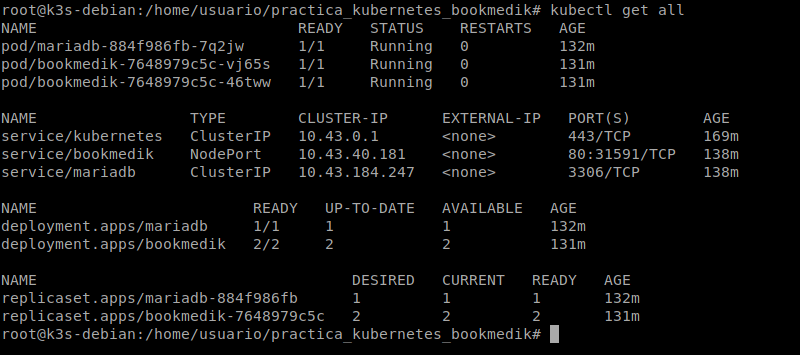 root@k3s-debian:/home/usuario/practica_kubernetes_bookmedik# kubectl get all
NAME READY STATUS RESTARTS AGE
pod/mariadb-884f986fb-7q2jw 1/1 Running 0 132m
pod/bookmedik-7648979c5c-vj65s 1/1 Running 0 131m
pod/bookmedik-7648979c5c-46tww 1/1 Running 0 131m
NAME TYPE CLUSTER-IP EXTERNAL-IP PORT(S) AGE
service/kubernetes ClusterIP 10.43.0.1 <none> 443/TCP 169m
service/bookmedik NodePort 10.43.40.181 <none> 80:31591/TCP 138m
service/mariadb ClusterIP 10.43.184.247 <none> 3306/TCP 138m
NAME READY UP-TO-DATE AVAILABLE AGE
deployment.apps/mariadb 1/1 1 1 132m
deployment.apps/bookmedik 2/2 2 2 131m
NAME DESIRED CURRENT READY AGE
replicaset.apps/mariadb-884f986fb 1 1 1 132m
replicaset.apps/bookmedik-7648979c5c 2 2 2 131m
root@k3s-debian:/home/usuario/practica_kubernetes_bookmedik#